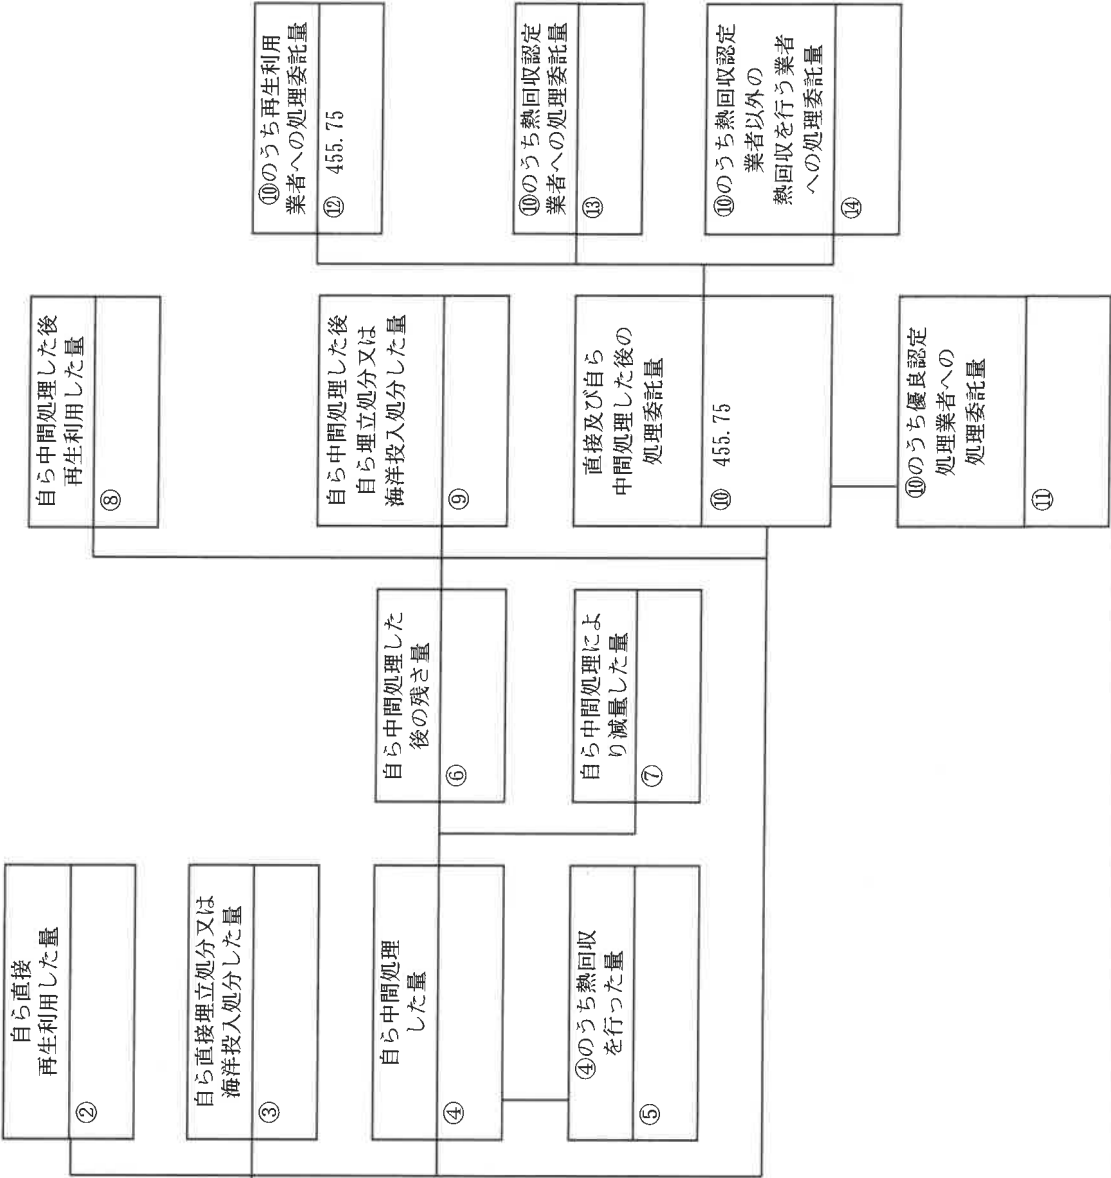 自ら直接
再生利用した量
②
自ら直接埋立処分又は
海洋投入処分した量
③
自ら中間処理
した量
④
④のうち熱回収
を行った量
⑤
自ら中間処理した
後の残さ量
⑥
自ら中間処理によ
り減量した量
⑦
自ら中間処理した後
再生利用した量
⑧
自ら中間処理した後
自ら埋立処分又は
海洋投入処分した量
⑨
直接及び自ら
中間処理した後の
処理委託量
⑩ 455.75
⑩のうち優良認定
処理業者への
処理委託量
⑪
⑩のうち再生利用
業者への処理委託量
⑫ 455.75
⑩のうち熱回収認定
業者への処理委託量
⑬
⑩のうち熱回収認定
業者以外の
熱回収を行う業者
への処理委託量
⑭